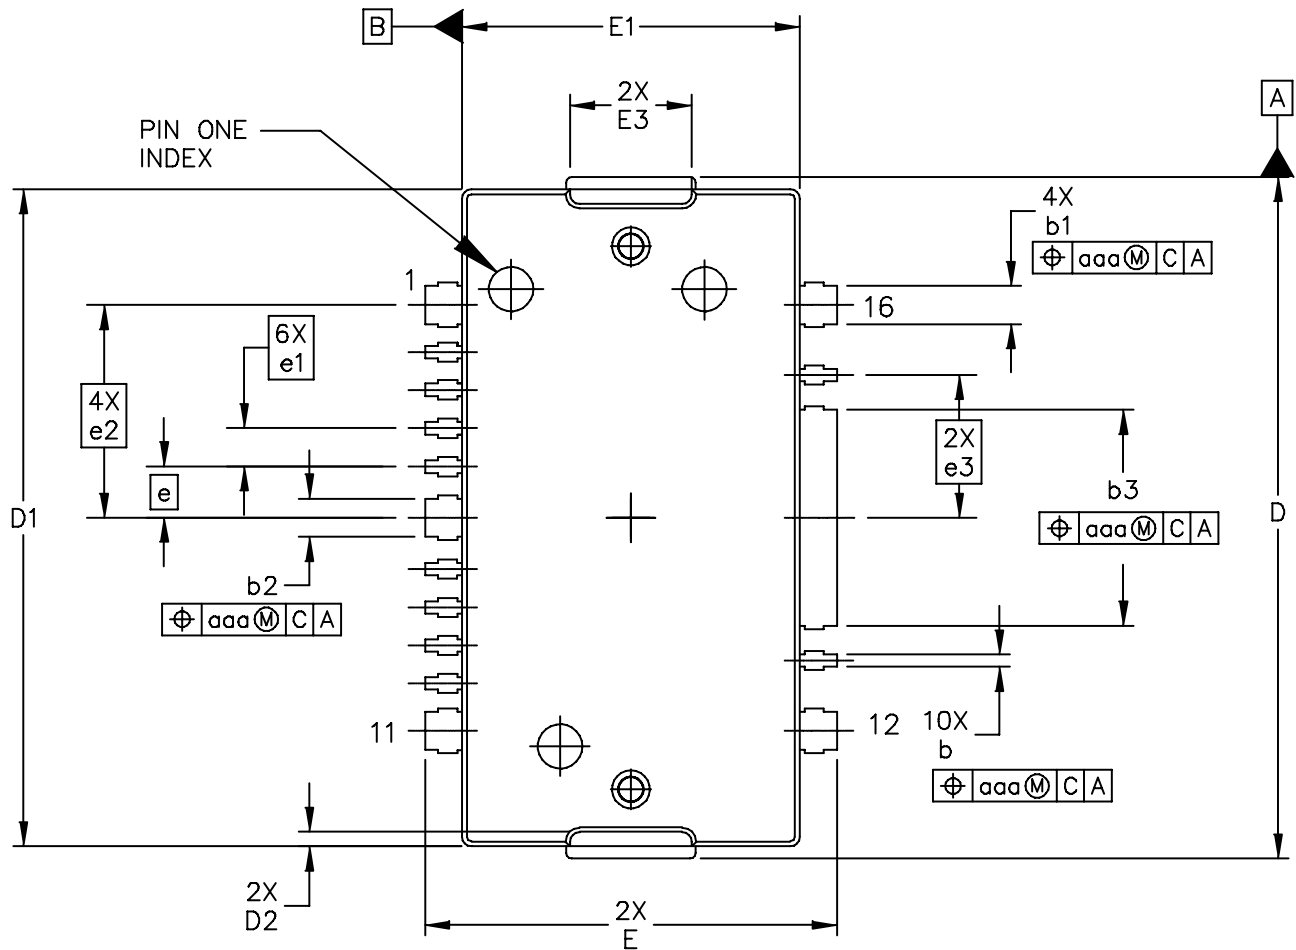 B
E1
2X
E3
A
PIN ONE
INDEX
4X
b1
⌖ aaa Ⓜ C A
1
16
6X
e1
4X
e2
2X
e3
e
b3
⌖ aaa Ⓜ C A
D1
D
b2
⌖ aaa Ⓜ C A
11
12
10X
b
⌖ aaa Ⓜ C A
2X
D2
2X
E